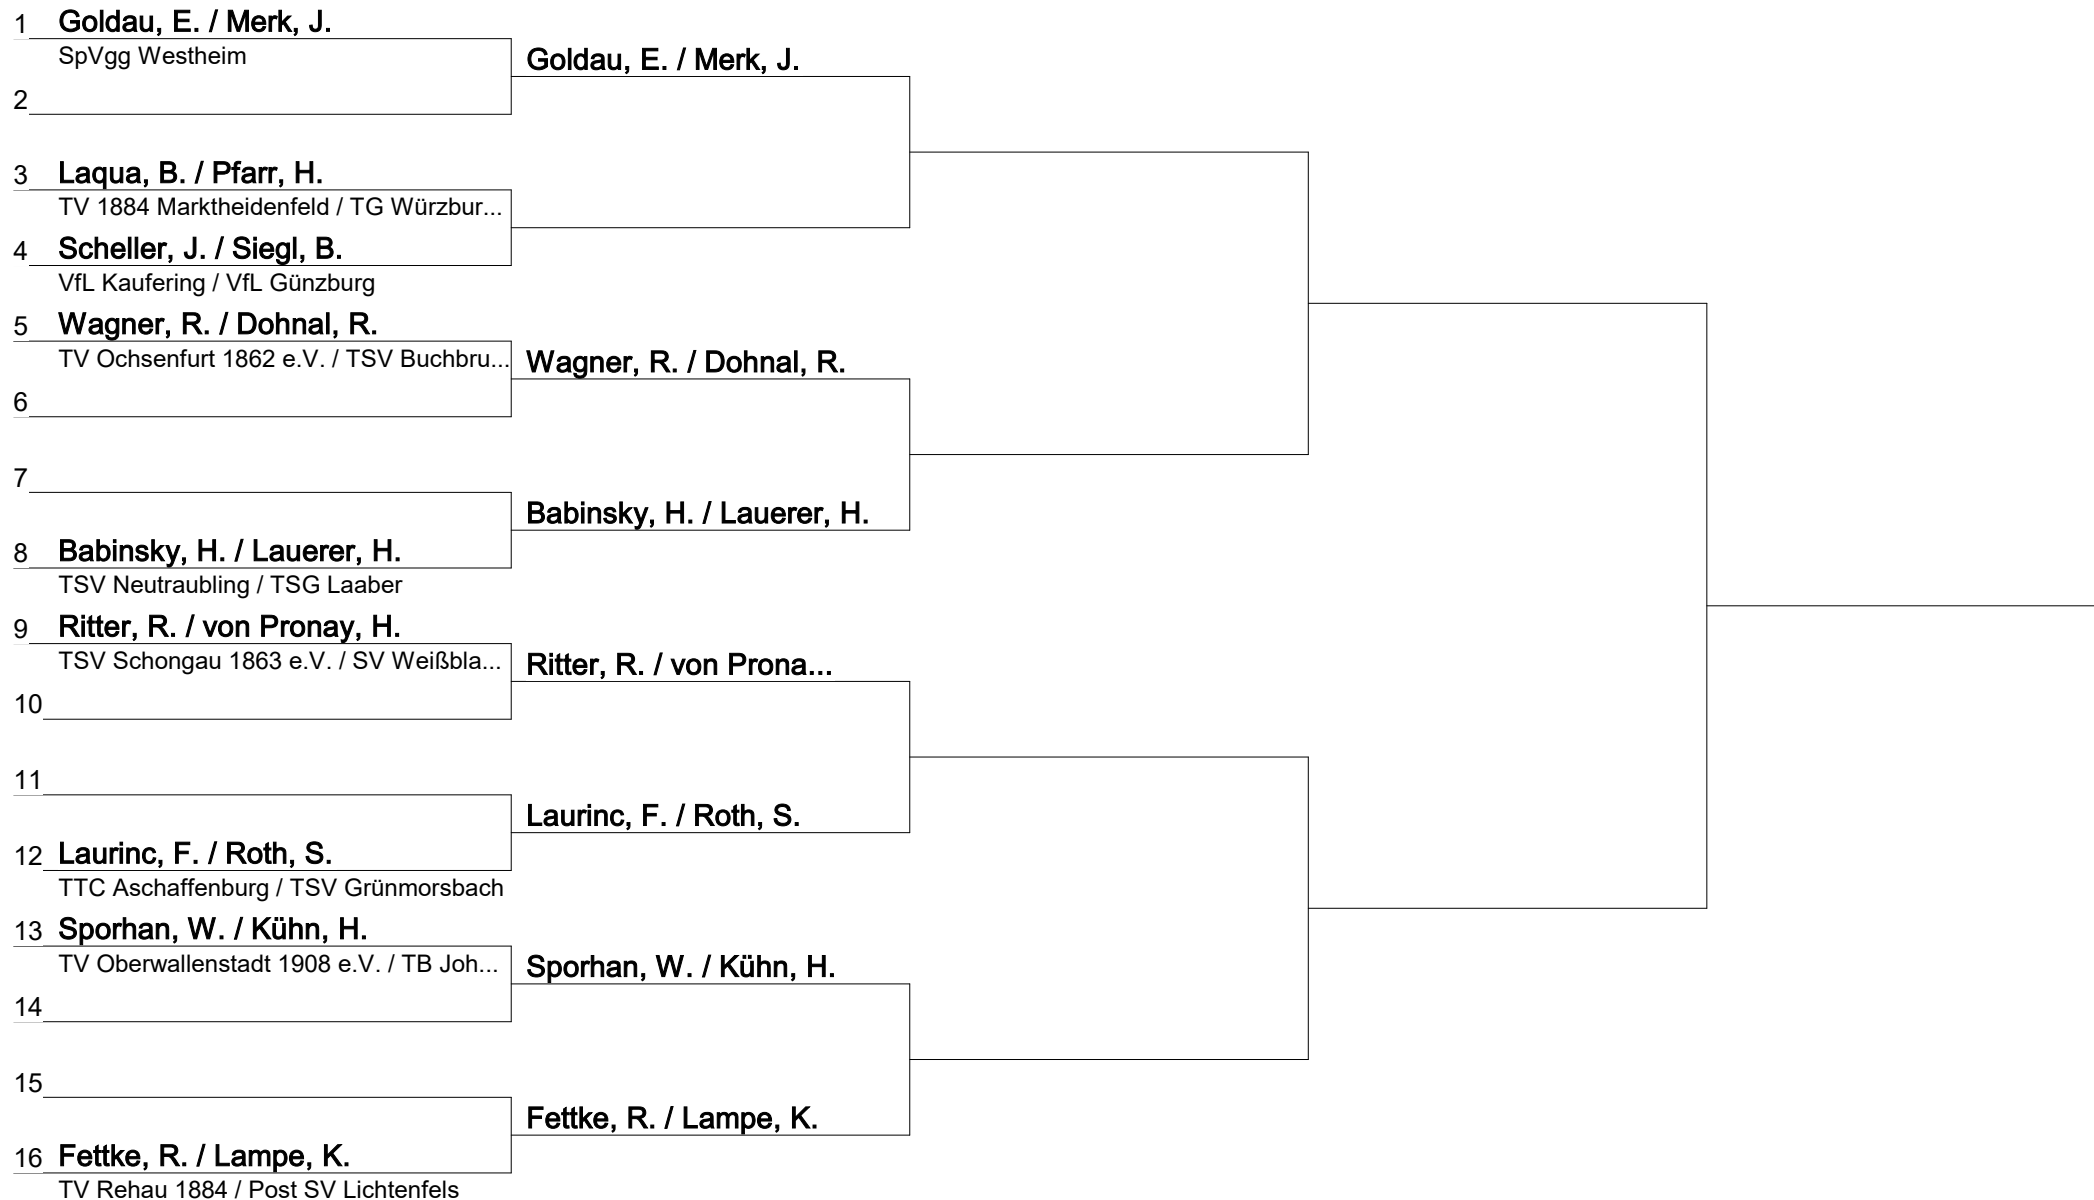 1 Goldau, E. / Merk, J.
SpVgg Westheim
Goldau, E. / Merk, J.
2
3 Laqua, B. / Pfarr, H.
TV 1884 Marktheidenfeld / TG Würzbur...
4 Scheller, J. / Siegl, B.
VfL Kaufering / VfL Günzburg
5 Wagner, R. / Dohnal, R.
TV Ochsenfurt 1862 e.V. / TSV Buchbru...
Wagner, R. / Dohnal, R.
6
7
Babinsky, H. / Lauerer, H.
8 Babinsky, H. / Lauerer, H.
TSV Neutraubling / TSG Laaber
9 Ritter, R. / von Pronay, H.
TSV Schongau 1863 e.V. / SV Weißbla...
Ritter, R. / von Prona...
10
11
Laurinc, F. / Roth, S.
12 Laurinc, F. / Roth, S.
TTC Aschaffenburg / TSV Grünmorsbach
13 Sporhan, W. / Kühn, H.
TV Oberwallenstadt 1908 e.V. / TB Joh...
Sporhan, W. / Kühn, H.
14
15
Fettke, R. / Lampe, K.
16 Fettke, R. / Lampe, K.
TV Rehau 1884 / Post SV Lichtenfels